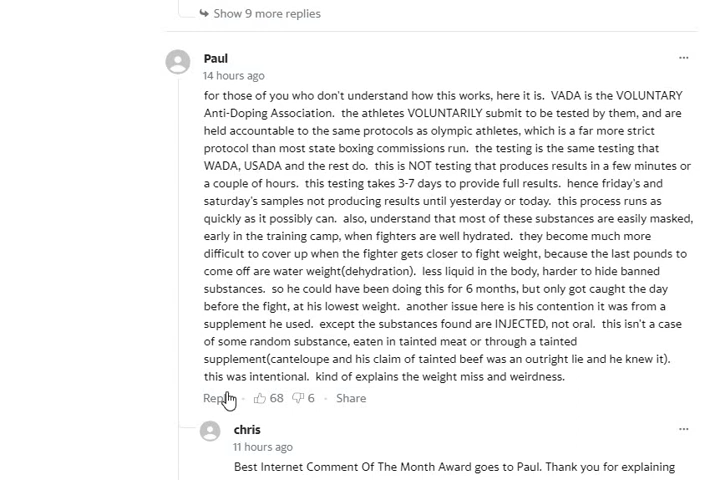 Show 9 more replies
Paul
14 hours ago
for those of you who don't understand how this works, here it is.  VADA is the VOLUNTARY
Anti-Doping Association.  the athletes VOLUNTARILY submit to be tested by them, and are
held accountable to the same protocols as olympic athletes, which is a far more strict
protocol than most state boxing commissions run.  the testing is the same testing that
WADA, USADA and the rest do.  this is NOT testing that produces results in a few minutes or
a couple of hours.  this testing takes 3-7 days to provide full results.  hence friday's and
saturday's samples not producing results until yesterday or today.  this process runs as
quickly as it possibly can.  also, understand that most of these substances are easily masked,
early in the training camp, when fighters are well hydrated.  they become much more
difficult to cover up when the fighter gets closer to fight weight, because the last pounds to
come off are water weight(dehydration).  less liquid in the body, harder to hide banned
substances.  so he could have been doing this for 6 months, but only got caught the day
before the fight, at his lowest weight.  another issue here is his contention it was from a
supplement he used.  except the substances found are INJECTED, not oral.  this isn't a case
of some random substance, eaten in tainted meat or through a tainted
supplement(canteloupe and his claim of tainted beef was an outright lie and he knew it).
this was intentional.  kind of explains the weight miss and weirdness.
Reply · 68 6 · Share
chris
11 hours ago
Best Internet Comment Of The Month Award goes to Paul. Thank you for explaining